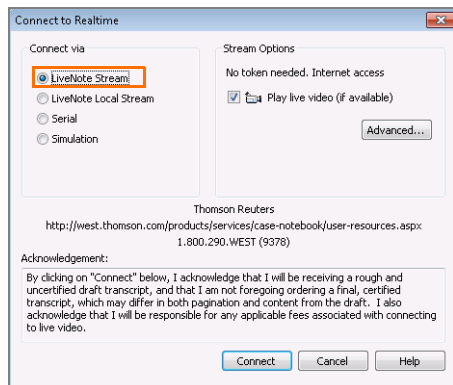 Connect to Realtime
Connect via
LiveNote Stream
LiveNote Local Stream
Serial
Simulation
Stream Options
No token needed. Internet access
Play live video (if available)
Advanced...
Thomson Reuters
http://west.thomson.com/products/services/case-notebook/user-resources.aspx
1.800.290.WEST (9378)
Acknowledgement:
By clicking on "Connect" below, I acknowledge that I will be receiving a rough and
uncertified draft transcript, and that I am not foregoing ordering a final, certified
transcript, which may differ in both pagination and content from the draft.  I also
acknowledge that I will be responsible for any applicable fees associated with connecting
to live video.
Connect
Cancel
Help